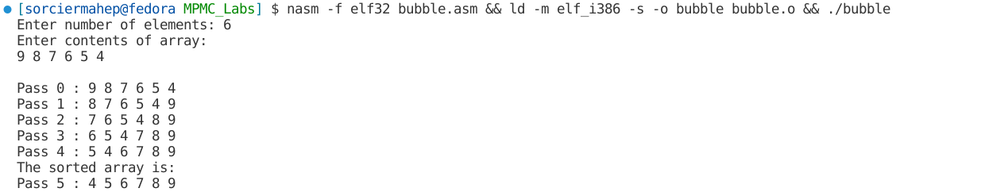 [sorciermahep@fedora MPMC_Labs] $ nasm -f elf32 bubble.asm && ld -m elf_i386 -s -o bubble bubble.o && ./bubble
Enter number of elements: 6
Enter contents of array:
9 8 7 6 5 4
Pass 0 : 9 8 7 6 5 4
Pass 1 : 8 7 6 5 4 9
Pass 2 : 7 6 5 4 8 9
Pass 3 : 6 5 4 7 8 9
Pass 4 : 5 4 6 7 8 9
The sorted array is:
Pass 5 : 4 5 6 7 8 9